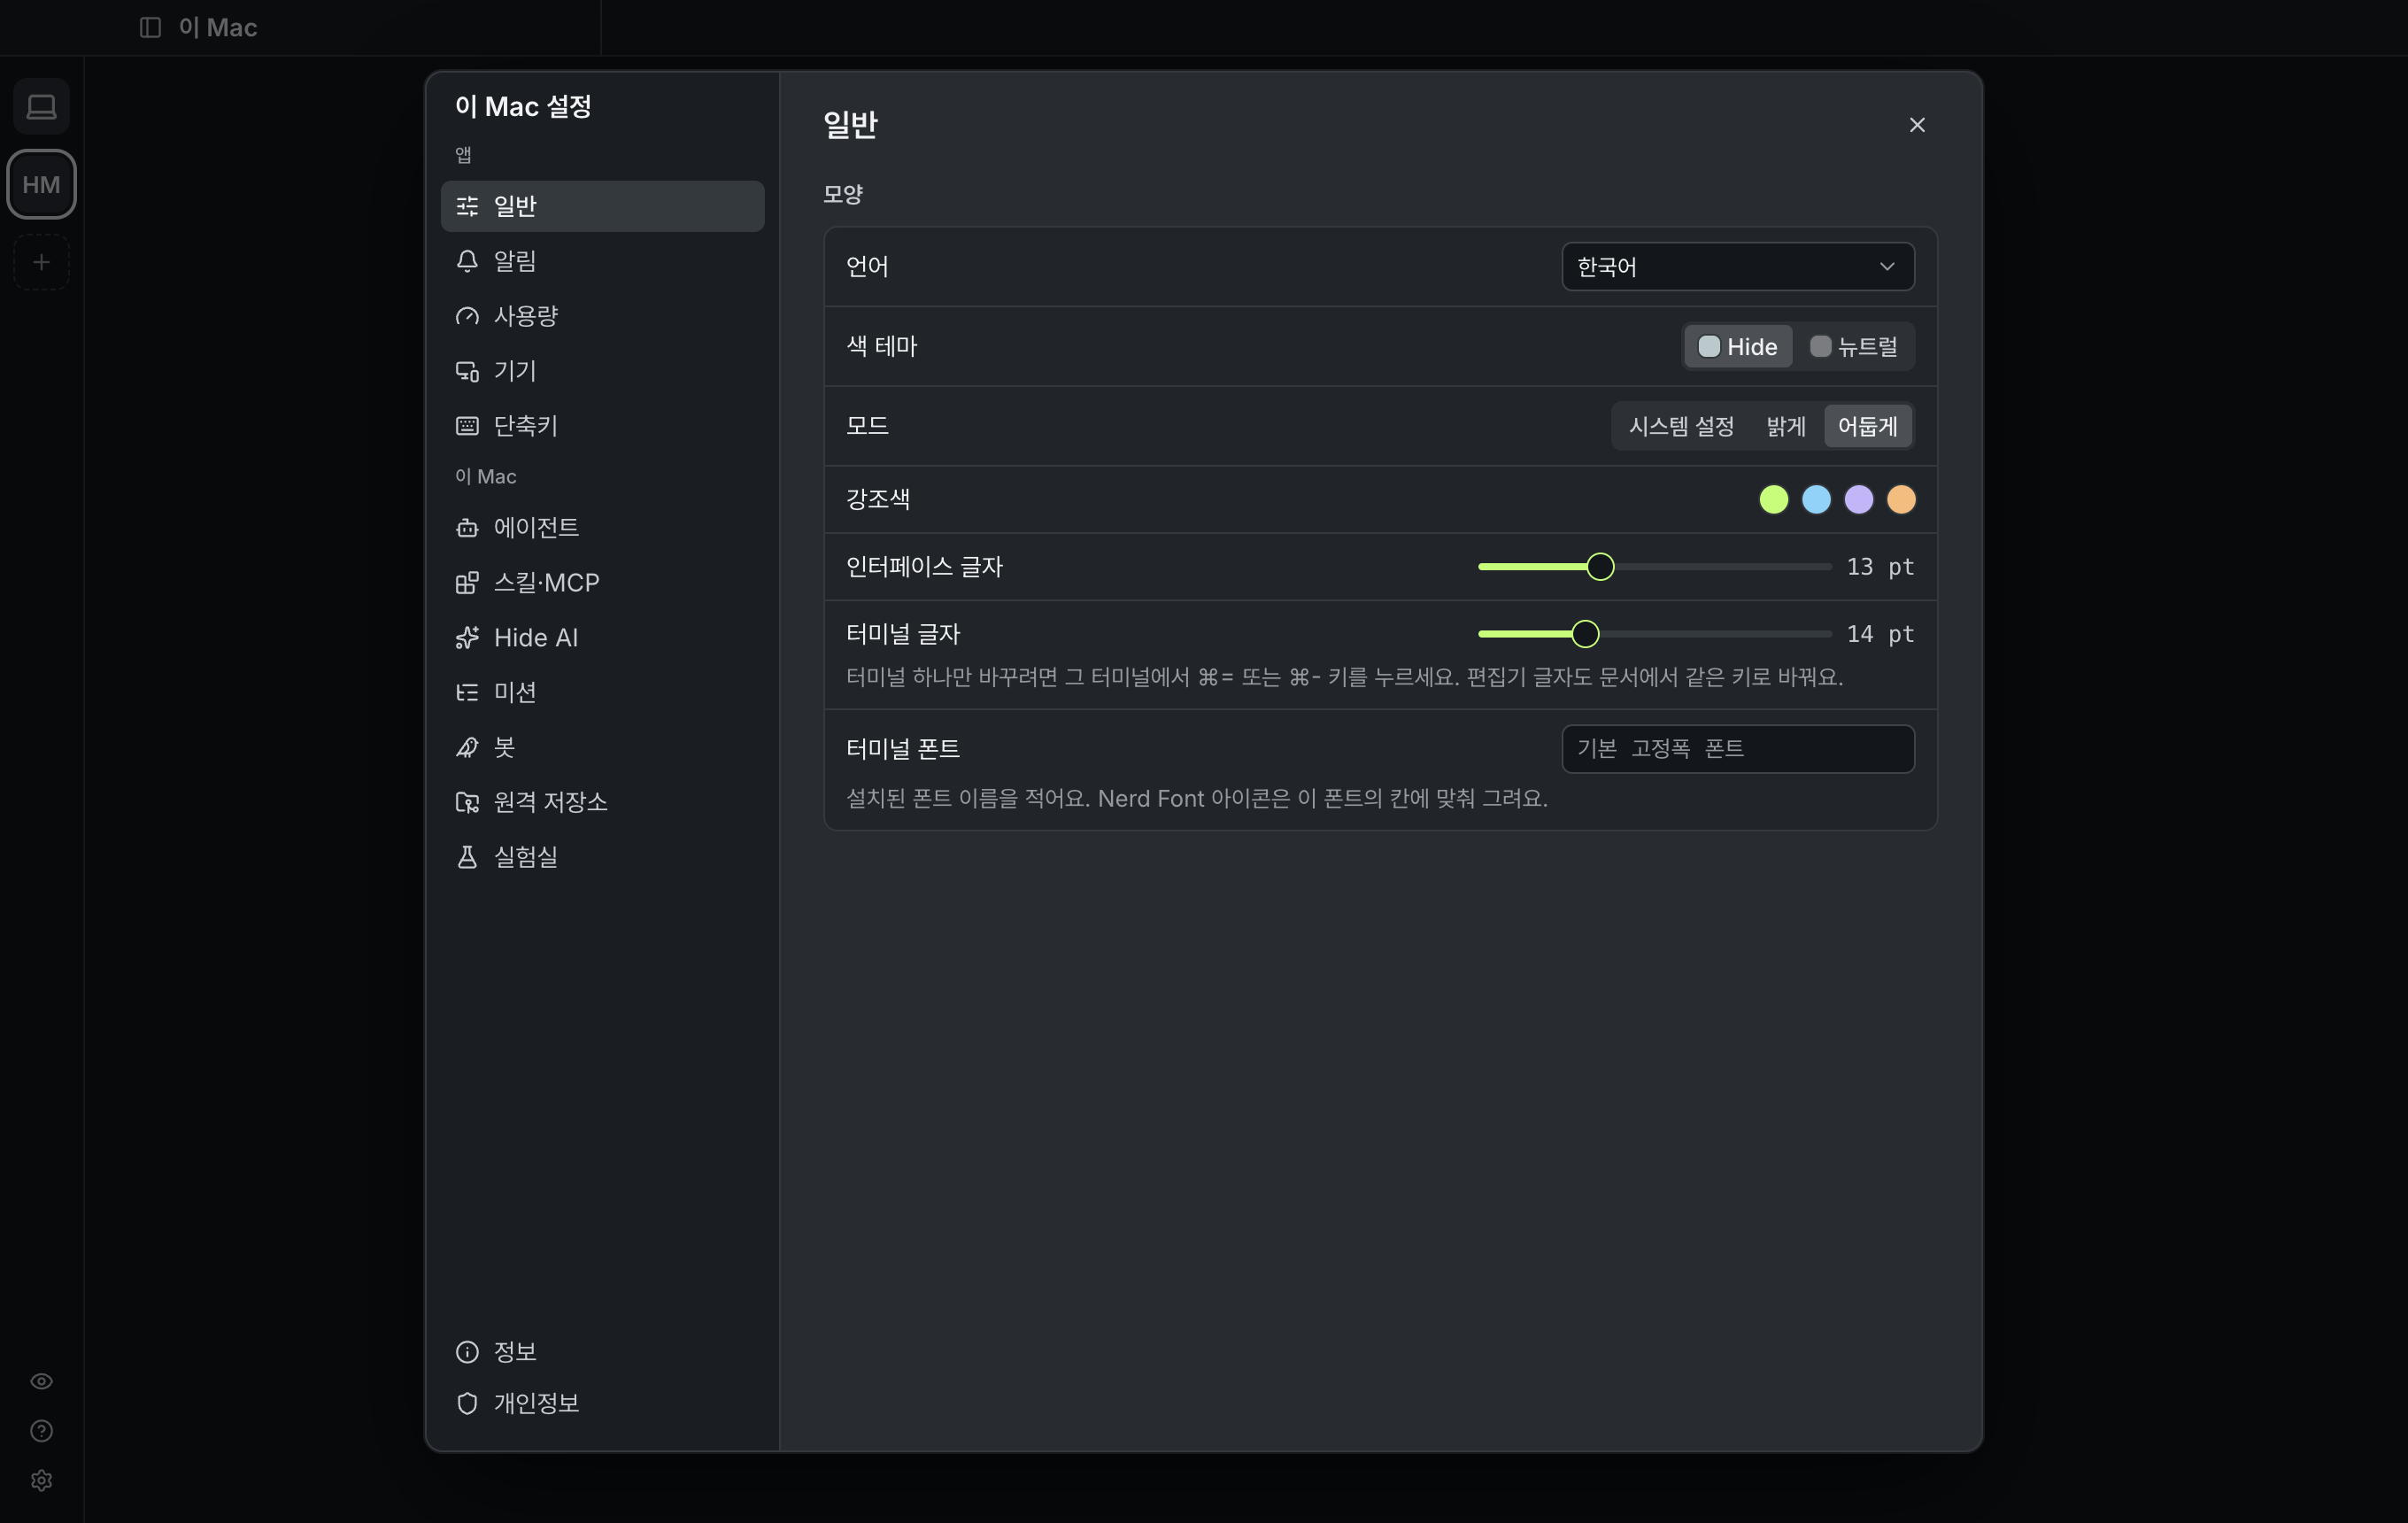 이 Mac
HM
이 Mac 설정
앱
일반
알림
사용량
기기
단축키
이 Mac
에이전트
스킬·MCP
Hide AI
미션
봇
원격 저장소
실험실
정보
개인정보
일반
모양
언어
한국어
색 테마
Hide 뉴트럴
모드
시스템 설정 밝게 어둡게
강조색
인터페이스 글자
13 pt
터미널 글자
14 pt
터미널 하나만 바꾸려면 그 터미널에서 ⌘= 또는 ⌘- 키를 누르세요. 편집기 글자도 문서에서 같은 키로 바꿔요.
터미널 폰트
기본 고정폭 폰트
설치된 폰트 이름을 적어요. Nerd Font 아이콘은 이 폰트의 칸에 맞춰 그려요.